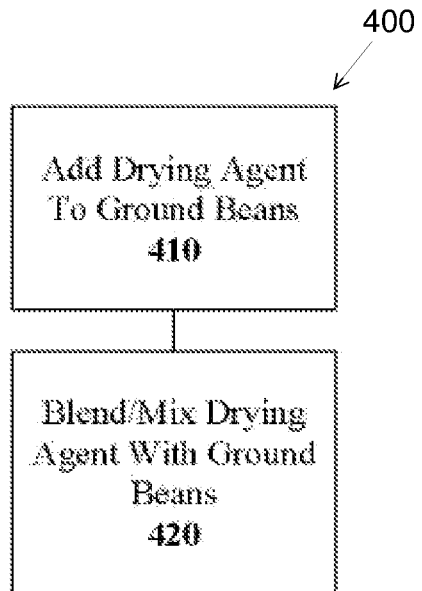 400
Add Drying Agent
To Ground Beans
410
Blend/Mix Drying
Agent With Ground
Beans
420